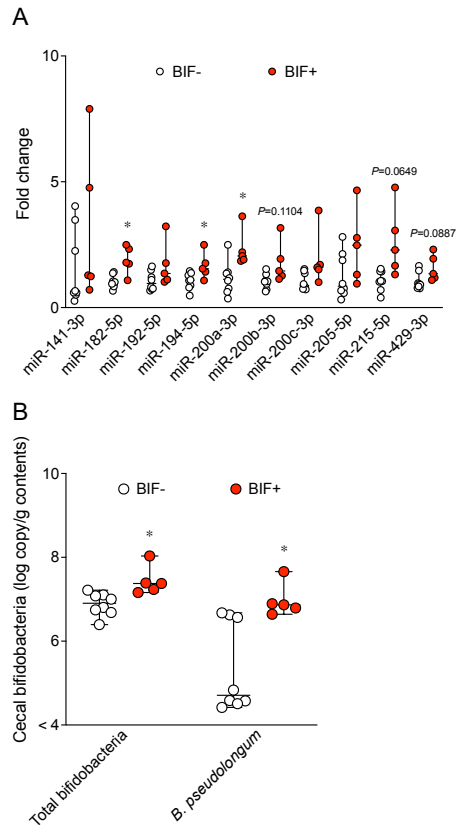 A
10
BIF-
BIF+
Fold change
*
*
*
P=0.1104
P=0.0649
P=0.0887
5
0
miR-141-3p
miR-182-5p
miR-192-5p
miR-194-5p
miR-200a-3p
miR-200b-3p
miR-200c-3p
miR-205-5p
miR-215-5p
miR-429-3p
B
Cecal bifidobacteria (log copy/g contents)
10
BIF-
BIF+
*
*
8
6
< 4
Total bifidobacteria
B. pseudolongum